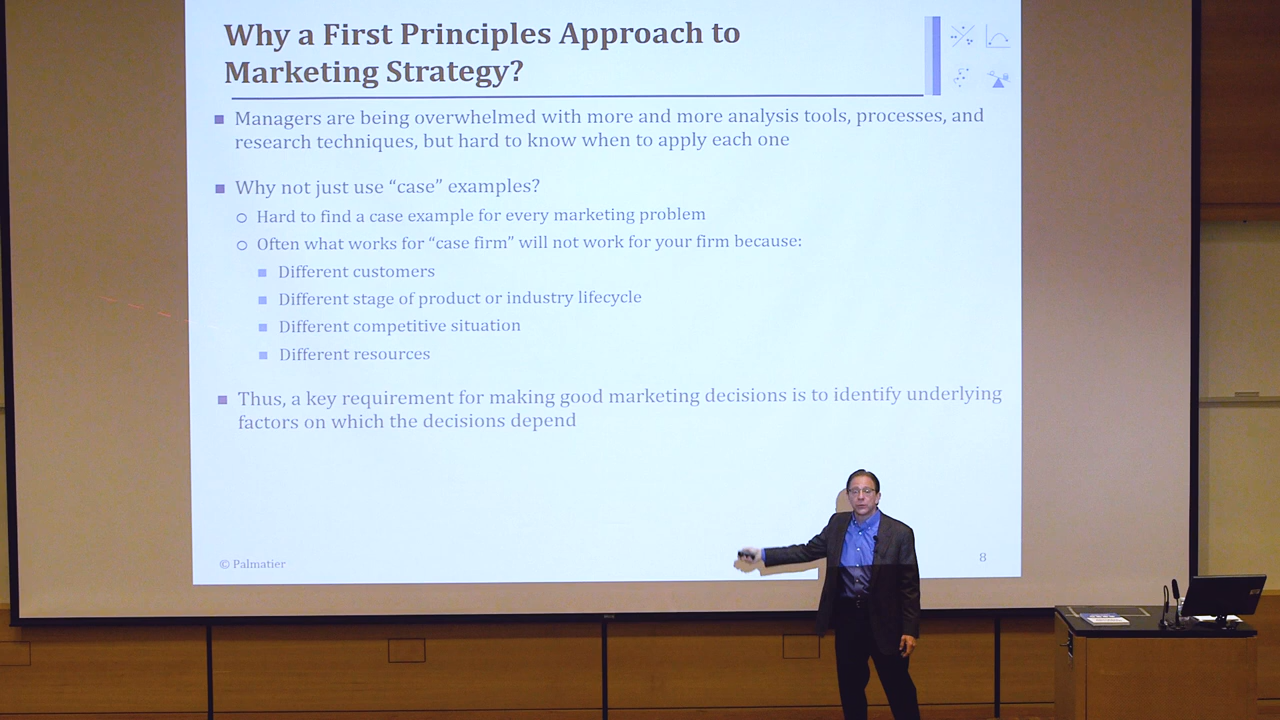 Why a First Principles Approach to
Marketing Strategy?
Managers are being overwhelmed with more and more analysis tools, processes, and
research techniques, but hard to know when to apply each one
Why not just use “case” examples?
Hard to find a case example for every marketing problem
Often what works for “case firm” will not work for your firm because:
Different customers
Different stage of product or industry lifecycle
Different competitive situation
Different resources
Thus, a key requirement for making good marketing decisions is to identify underlying
factors on which the decisions depend
© Palmatier
8